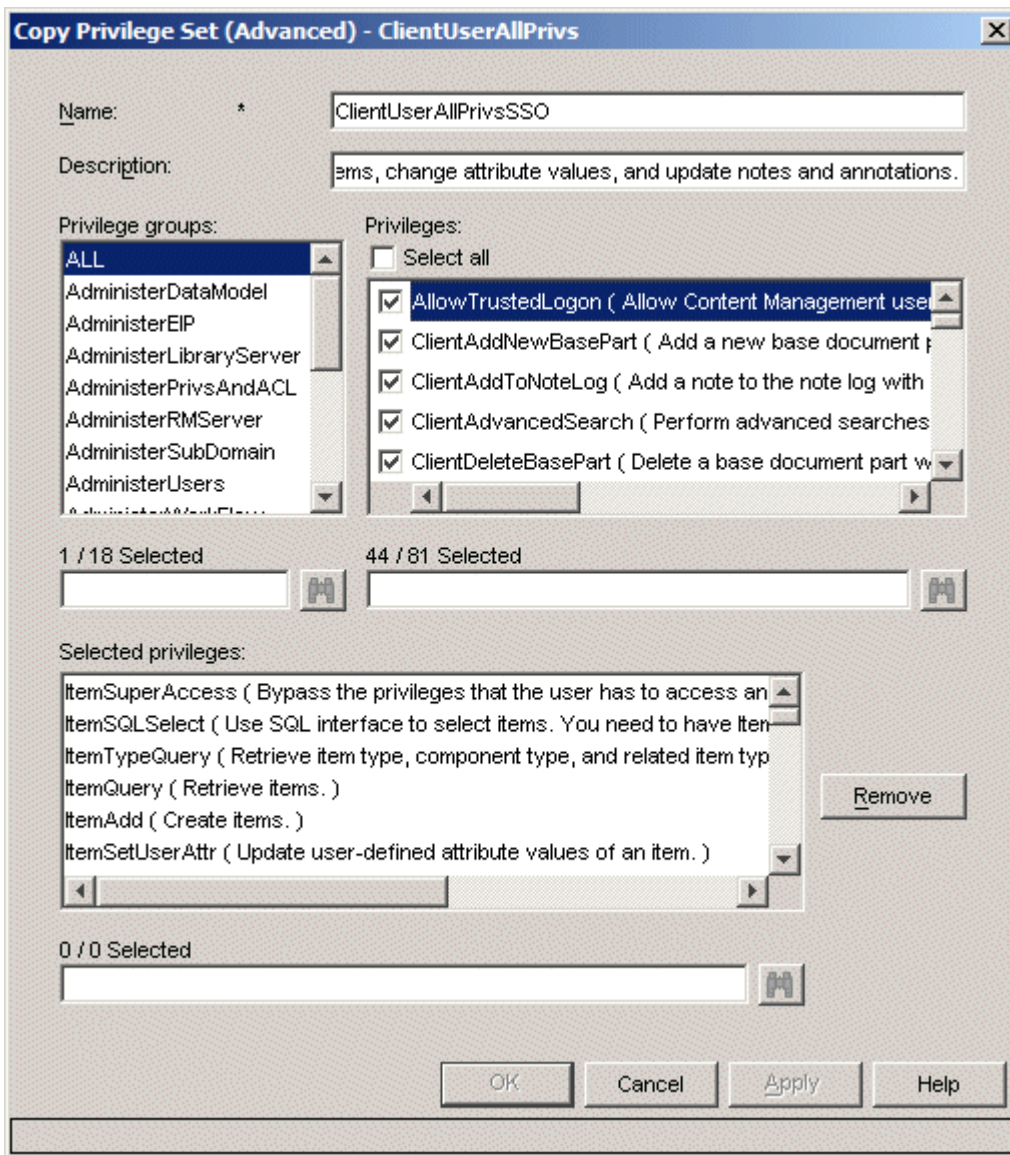 Copy Privilege Set (Advanced) - ClientUserAllPrivs
Name: * ClientUserAllPrivsSSO
Description: ems, change attribute values, and update notes and annotations.
Privilege groups: Privileges:
Select all
ALL
AdministerDataModel
AdministerEIP
AdministerLibraryServer
AdministerPrivsAndACL
AdministerRMServer
AdministerSubDomain
AdministerUsers
AllowTrustedLogon ( Allow Content Management user
ClientAddNewBasePart ( Add a new base document
ClientAddToNoteLog ( Add a note to the note log with
ClientAdvancedSearch ( Perform advanced searches
ClientDeleteBasePart ( Delete a base document part w
1 / 18 Selected 44 / 81 Selected
Selected privileges:
ItemSuperAccess ( Bypass the privileges that the user has to access an
ItemSQLSelect ( Use SQL interface to select items. You need to have Item
ItemTypeQuery ( Retrieve item type, component type, and related item typ
ItemQuery ( Retrieve items. )
ItemAdd ( Create items. )
ItemSetUserAttr ( Update user-defined attribute values of an item. )
Remove
0 / 0 Selected
OK Cancel Apply Help